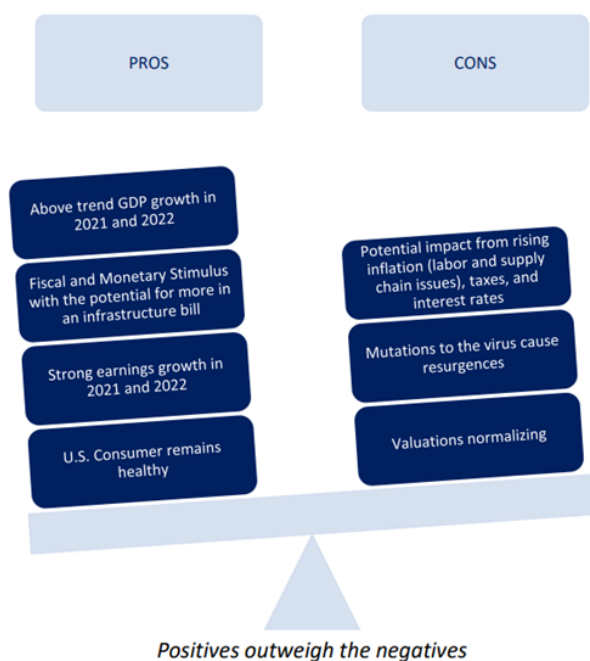 PROS
CONS
Above trend GDP growth in
2021 and 2022
Fiscal and Monetary Stimulus
with the potential for more in
an infrastructure bill
Strong earnings growth in
2021 and 2022
U.S. Consumer remains
healthy
Potential impact from rising
inflation (labor and supply
chain issues), taxes, and
interest rates
Mutations to the virus cause
resurgences
Valuations normalizing
Positives outweigh the negatives